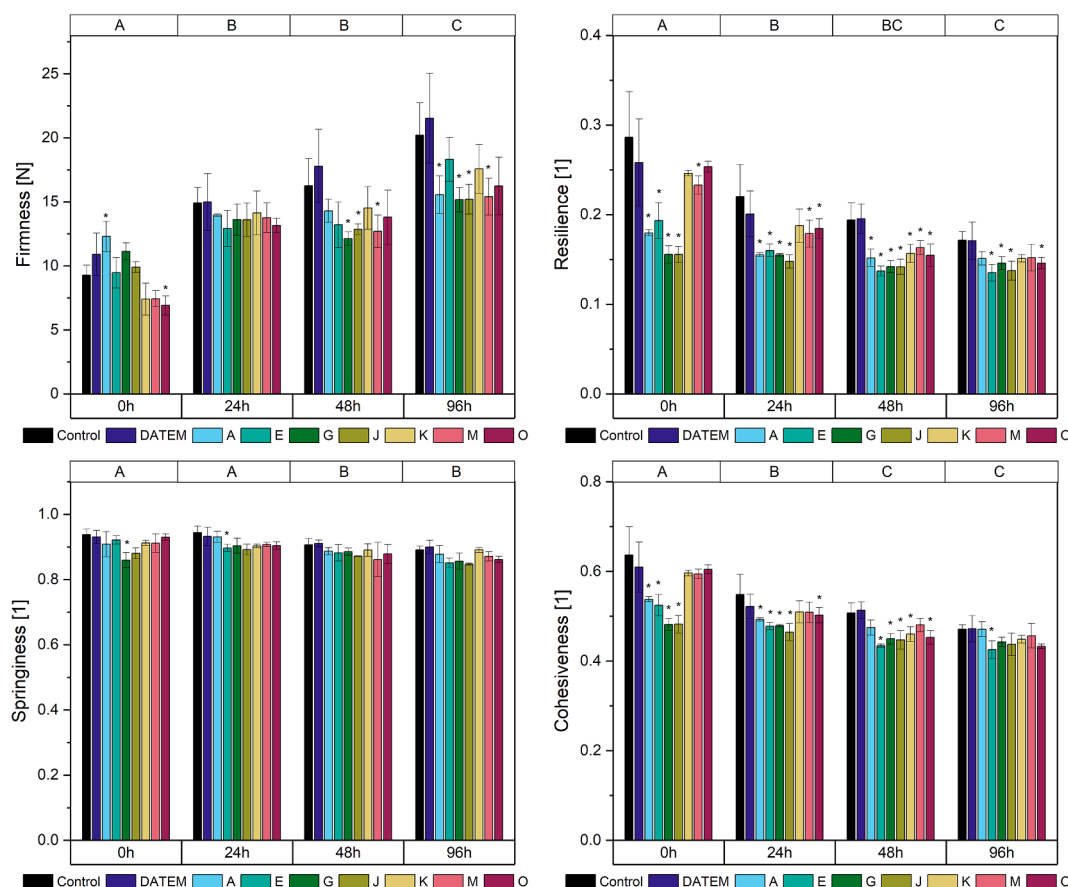 A B B C
Firmness [N]
25
20
15
10
5
0
* * * * * * * * *
0h 24h 48h 96h
Control DATEM A E G J K M O
A B BC C
Resilience [1]
0.4
0.3
0.2
0.1
0.0
* * * * * * * * * * * * * * * * * * * * * * *
0h 24h 48h 96h
Control DATEM A E G J K M O
A A B B
Springiness [1]
1.0
0.8
0.6
0.4
0.2
0.0
* *
0h 24h 48h 96h
Control DATEM A E G J K M O
A B C C
Cohesiveness [1]
0.8
0.6
0.4
0.2
0.0
* * * * * * * * * * * * * * *
0h 24h 48h 96h
Control DATEM A E G J K M O